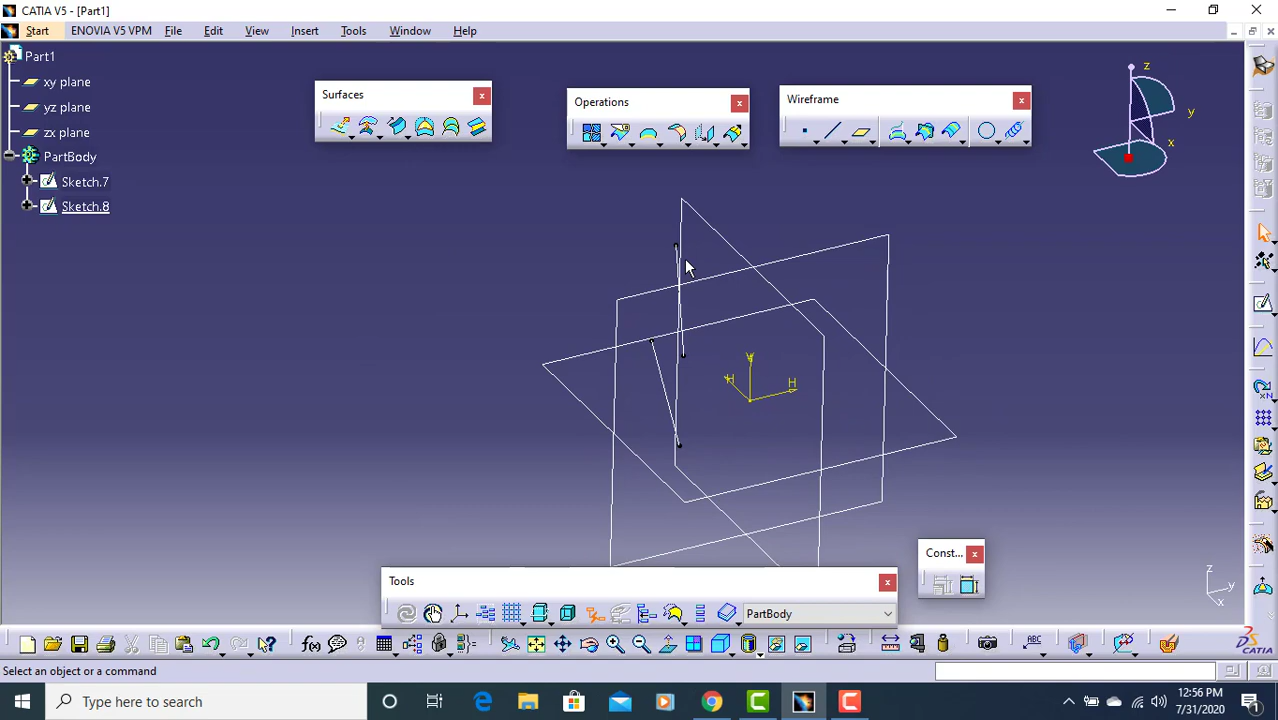 CATIA V5 - [Part1]
Start ENOVIA V5 VPM File Edit View Insert Tools Window Help
Part1
xy plane
yz plane
zx plane
PartBody
Sketch.7
Sketch.8
Surfaces
Operations
Wireframe
z
y
x
V
H
H
Const...
Tools
PartBody
f(x)
ABC
z
y
x
Select an object or a command
Type here to search
12:56 PM
7/31/2020